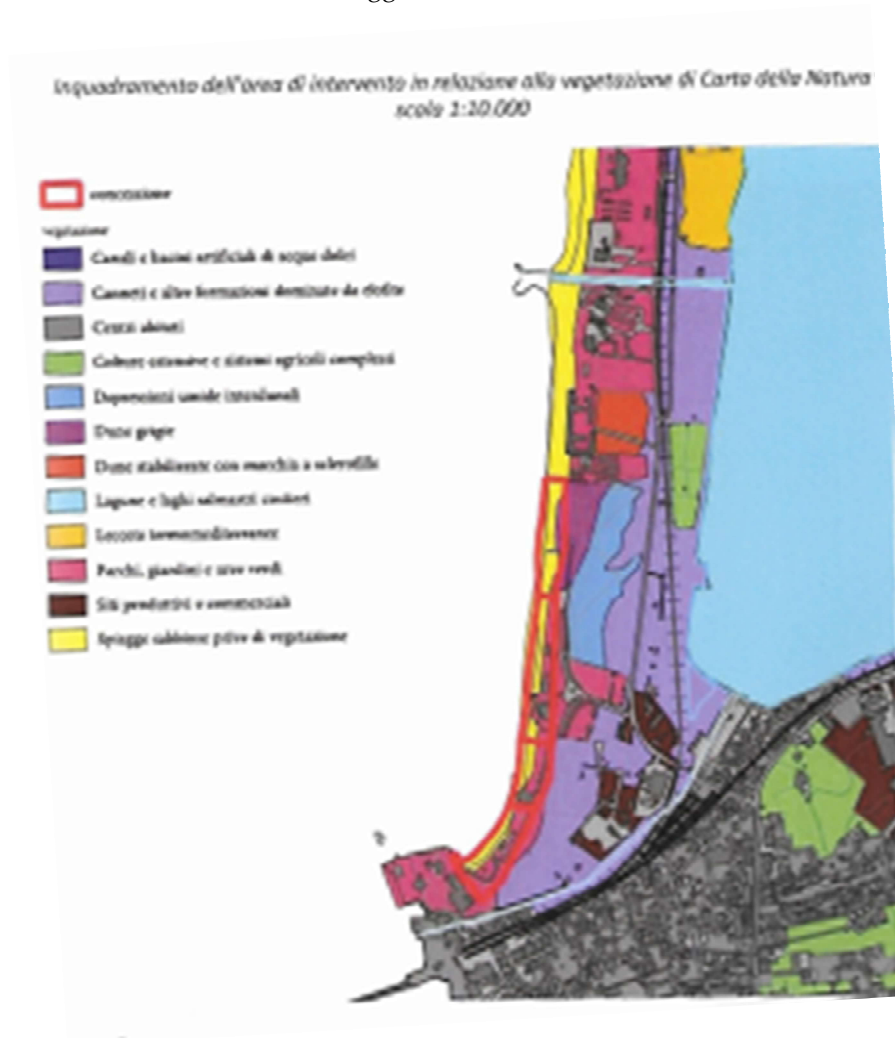 Inquadramento dell'area di intervento in relazione alla vegetazione di Carta della Natura
scala 1:10.000
concessione
vegetazione
Canali e bacini artificiali di acqua dolci
Canneti e altre formazioni dominate da elofite
Centri abitati
Colture estensive e sistemi agricoli complessi
Depressioni umide interdunali
Dune grigie
Dune stabilizzate con macchia a sclerofille
Lagune e laghi salmastri costieri
Leccete termomediterranee
Parchi, giardini e aree verdi
Siti produttivi e commerciali
Spiagge sabbiose prive di vegetazione